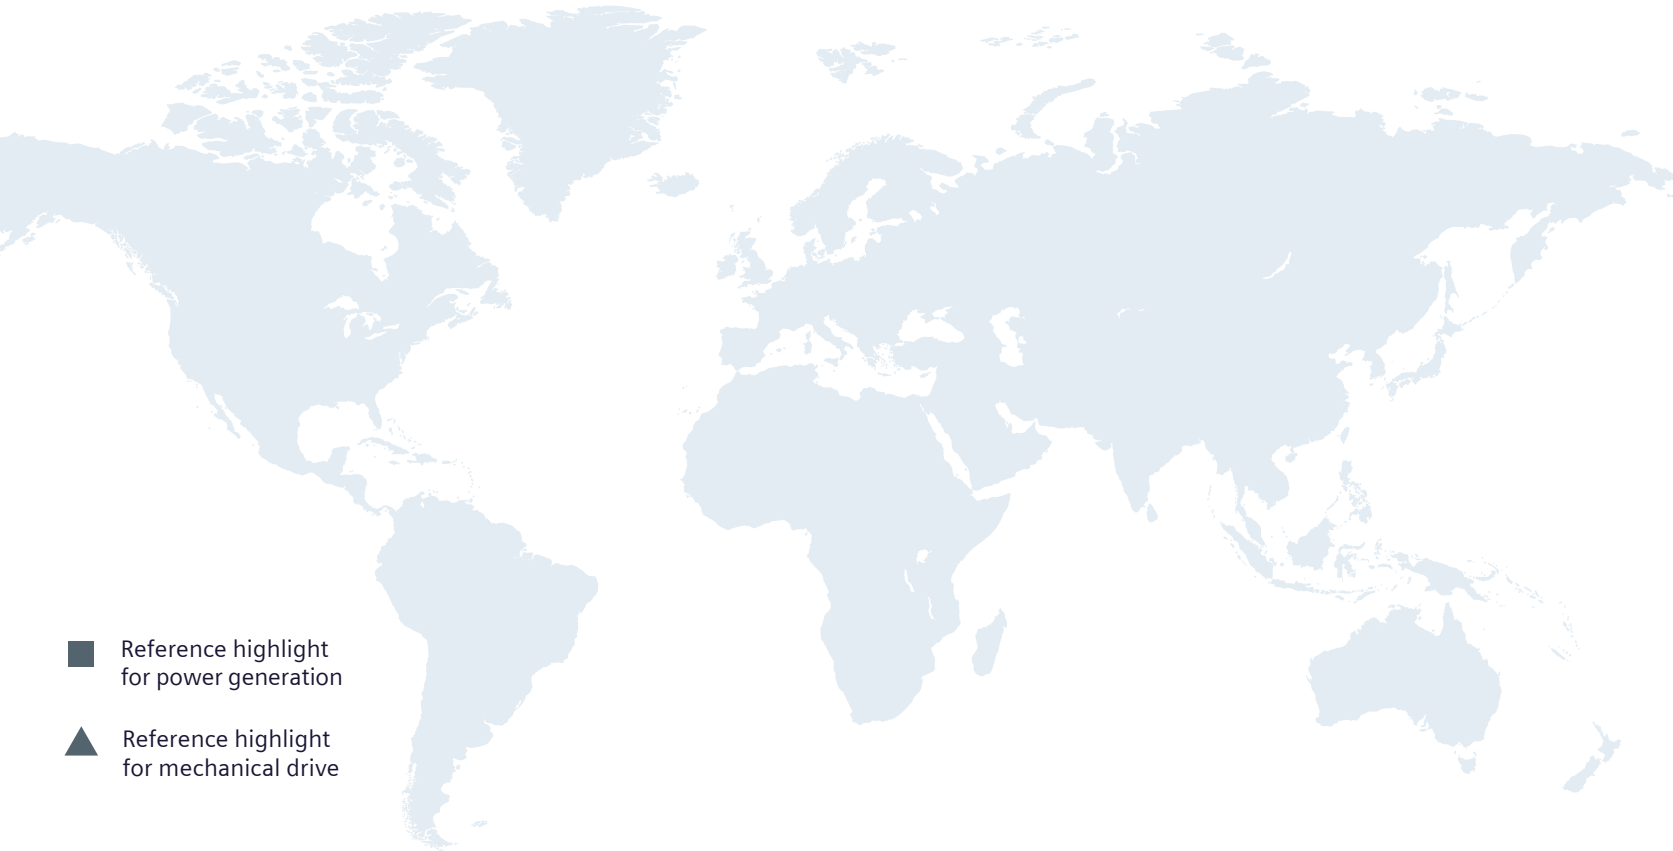 Reference highlight
for power generation
Reference highlight
for mechanical drive